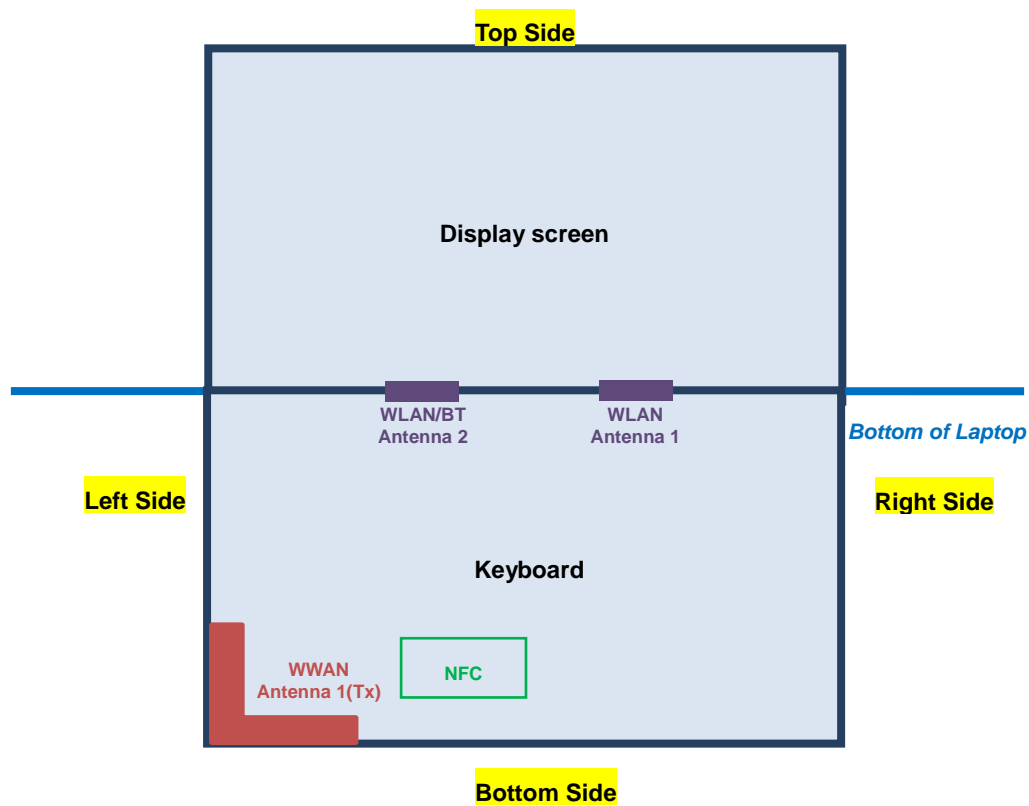 Top Side
Display screen
WLAN/BT
Antenna 2
WLAN
Antenna 1
Bottom of Laptop
Left Side
Right Side
Keyboard
WWAN
Antenna 1(Tx)
NFC
Bottom Side